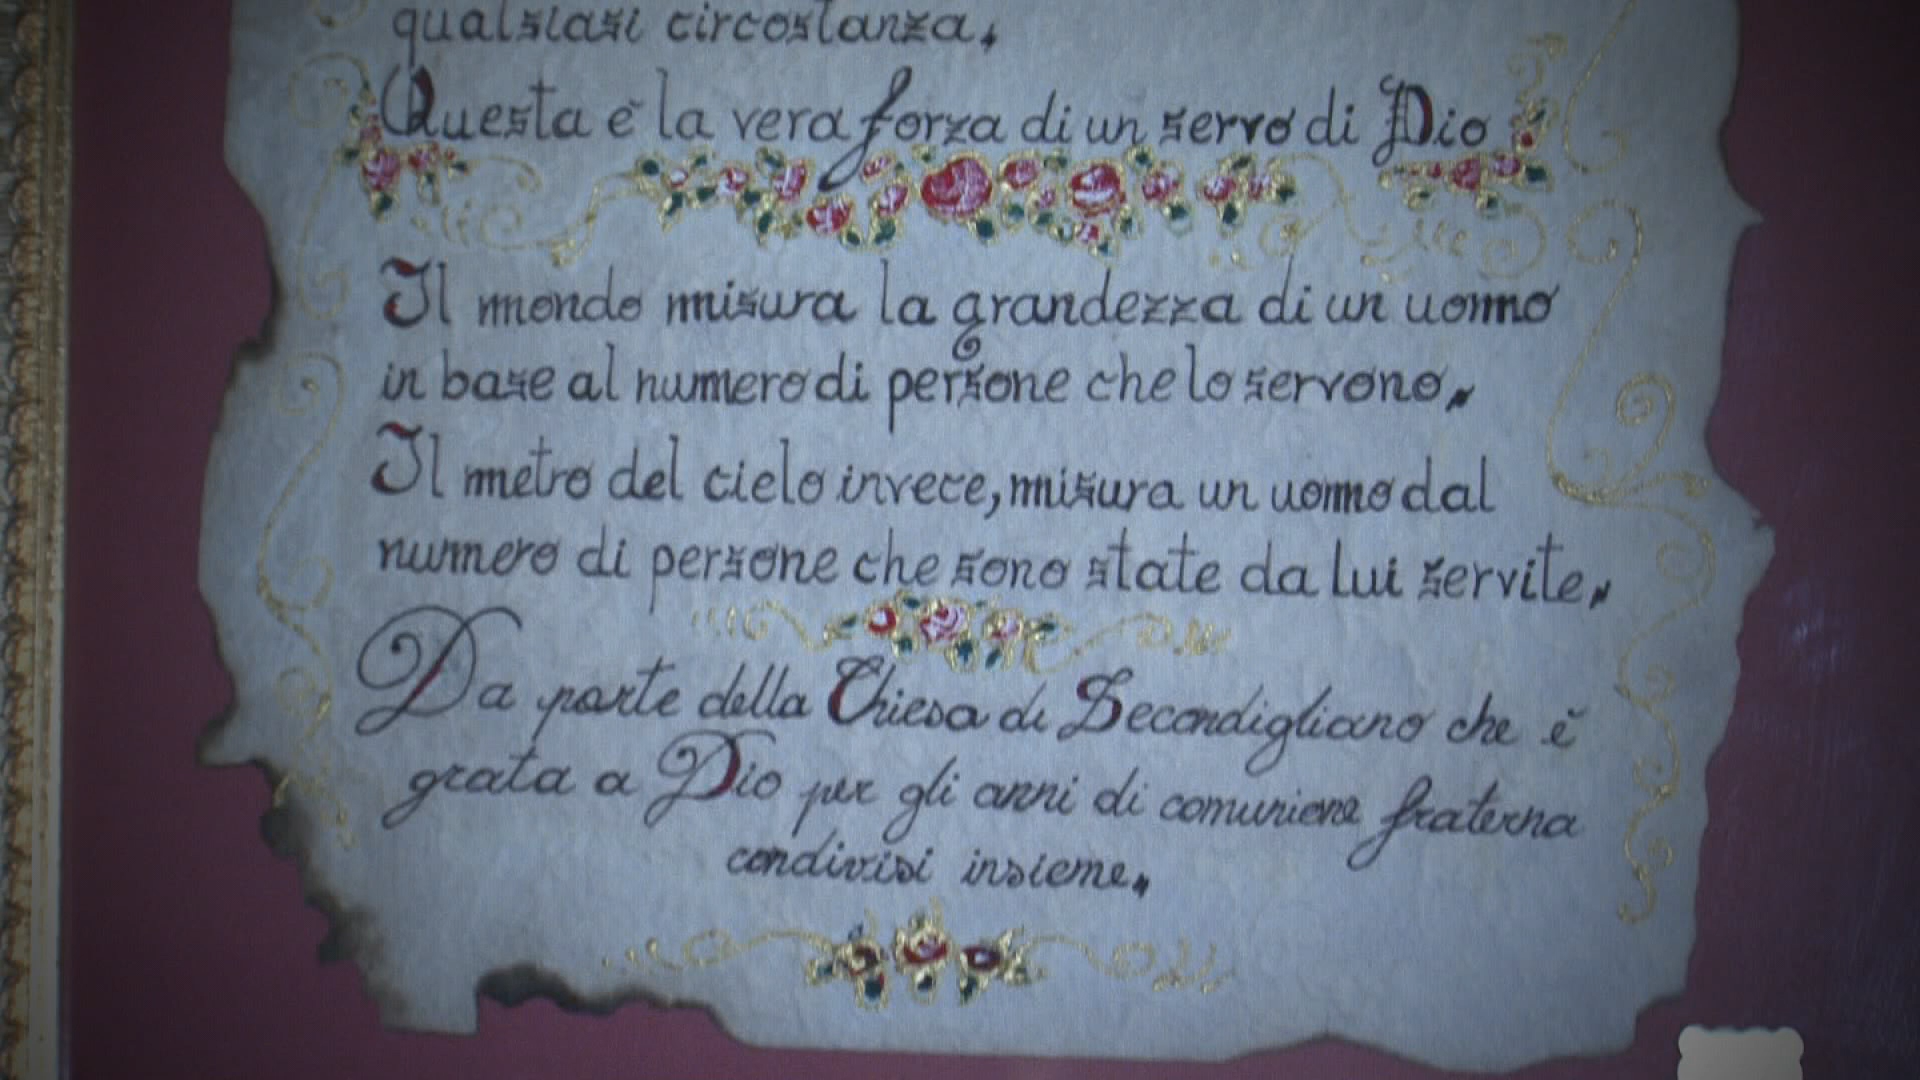 qualsiasi circostanza.
Questa è la vera forza di un servo di Dio
Il mondo misura la grandezza di un uomo
in base al numero di persone che lo servono.
Il metro del cielo invece, misura un uomo dal
numero di persone che sono state da lui servite.
Da parte della Chiesa di Secondigliano che è
grata a Dio per gli anni di comunione fraterna
condivisi insieme.